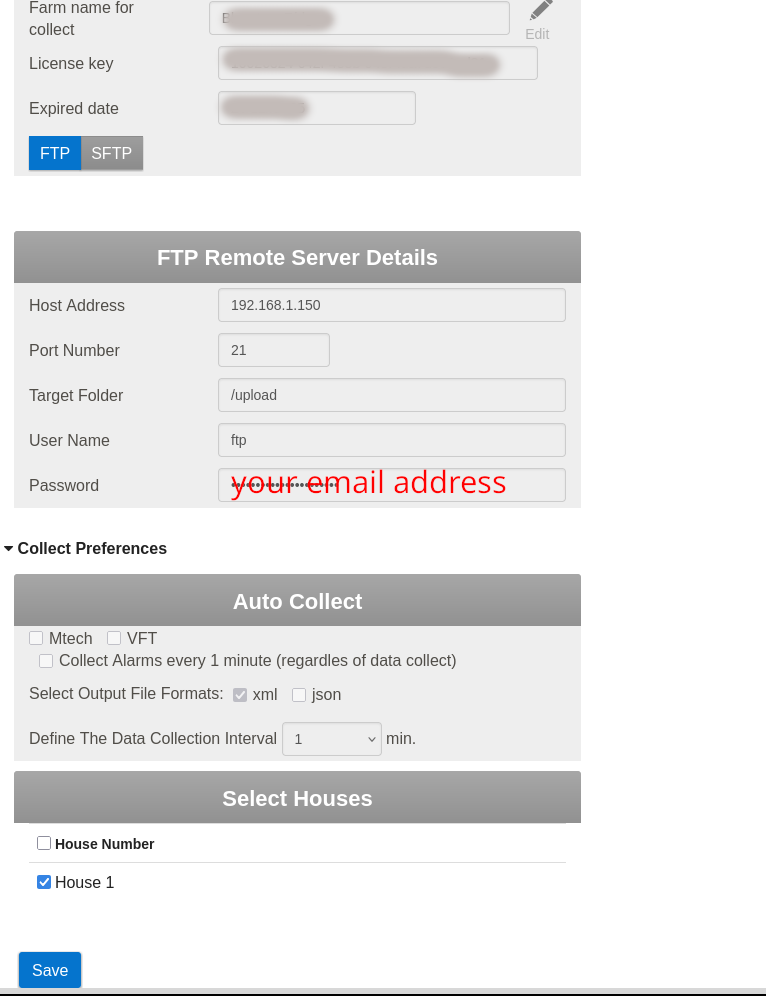 Farm name for
collect
Edit
License key
Expired date
FTP SFTP
FTP Remote Server Details
Host Address 192.168.1.150
Port Number 21
Target Folder /upload
User Name ftp
Password your email address
Collect Preferences
Auto Collect
Mtech VFT
Collect Alarms every 1 minute (regardles of data collect)
Select Output File Formats: xml json
Define The Data Collection Interval 1 min.
Select Houses
House Number
House 1
Save